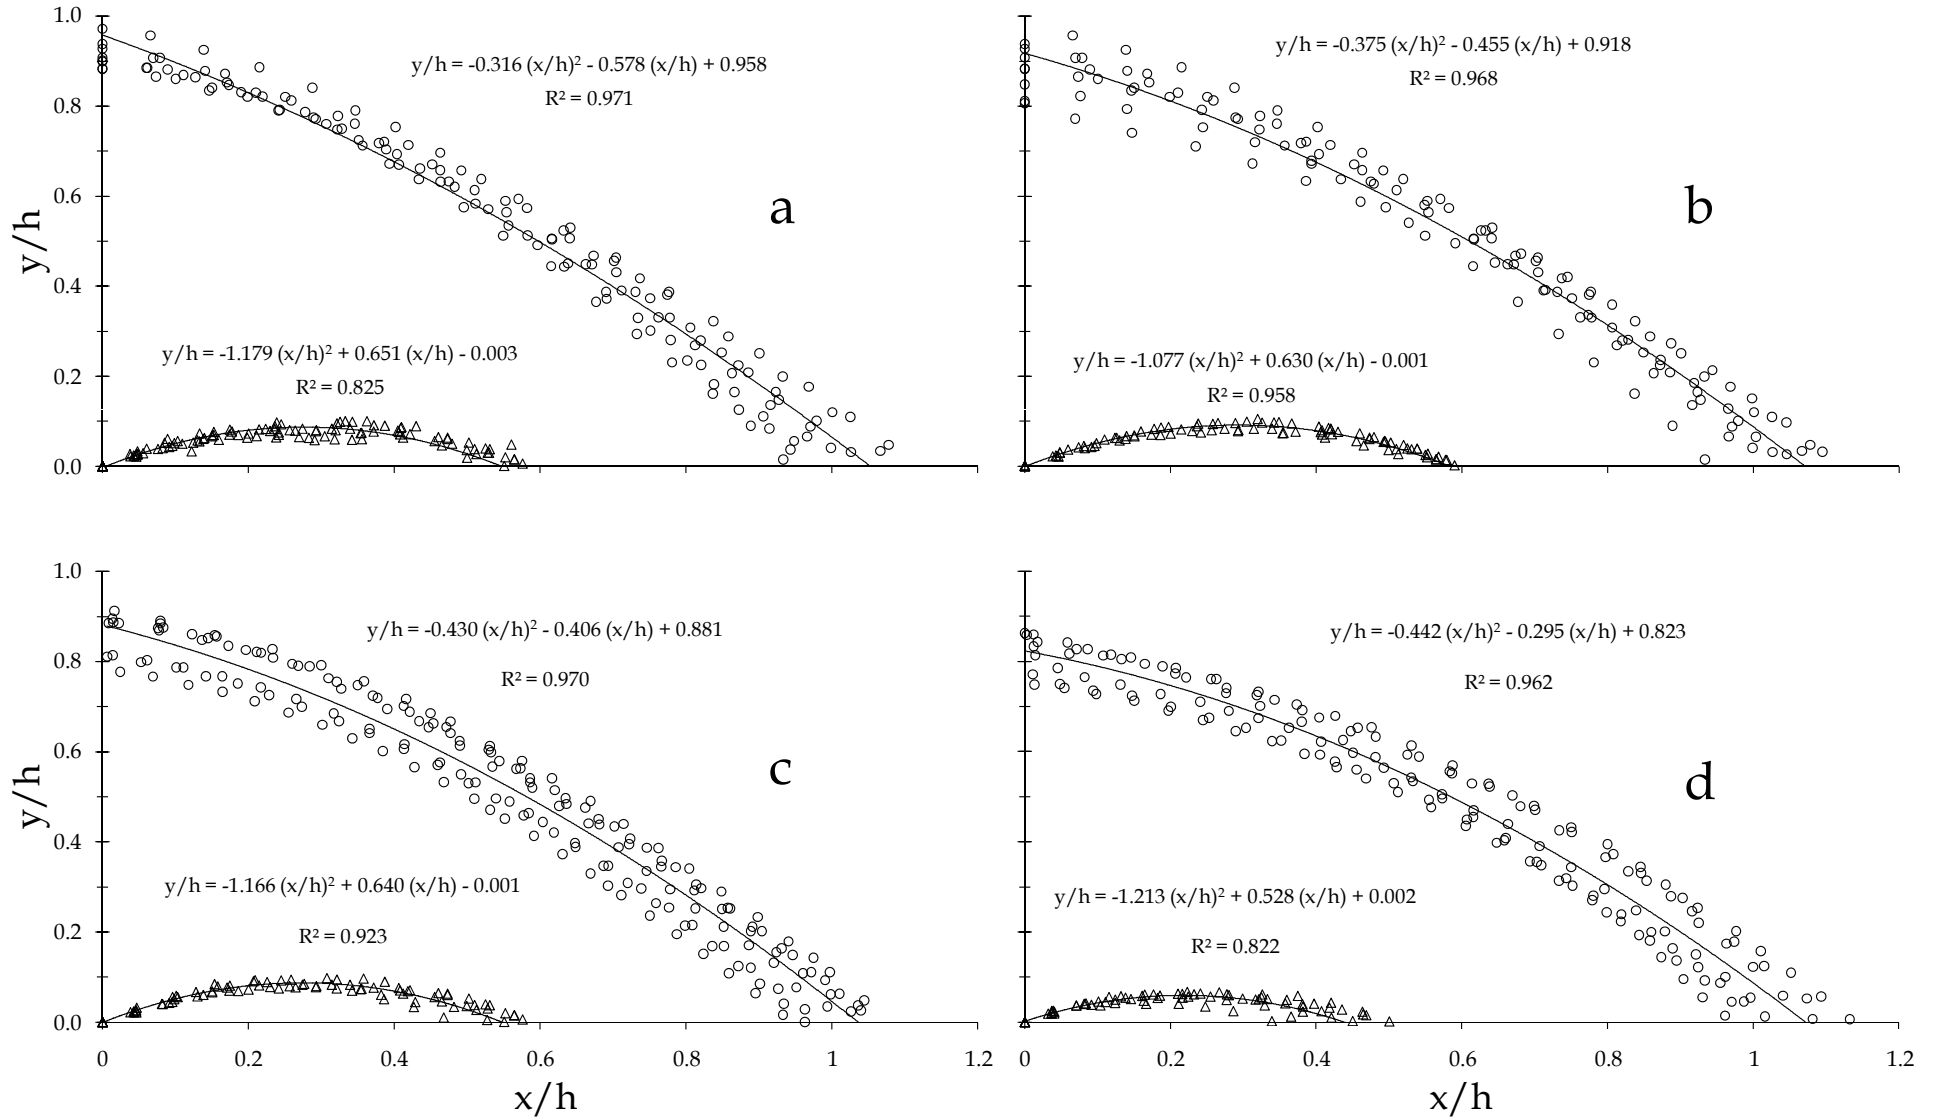 1.0
y/h = -0.316 (x/h)² - 0.578 (x/h) + 0.958
R² = 0.971
0.8
0.6
a
y/h
0.4
y/h = -1.179 (x/h)² + 0.651 (x/h) - 0.003
R² = 0.825
0.2
0.0
y/h = -0.375 (x/h)² - 0.455 (x/h) + 0.918
R² = 0.968
b
y/h = -1.077 (x/h)² + 0.630 (x/h) - 0.001
R² = 0.958
1.0
y/h = -0.430 (x/h)² - 0.406 (x/h) + 0.881
R² = 0.970
0.8
0.6
c
y/h
0.4
y/h = -1.166 (x/h)² + 0.640 (x/h) - 0.001
R² = 0.923
0.2
0.0
0 0.2 0.4 0.6 0.8 1 1.2
x/h
y/h = -0.442 (x/h)² - 0.295 (x/h) + 0.823
R² = 0.962
d
y/h = -1.213 (x/h)² + 0.528 (x/h) + 0.002
R² = 0.822
0 0.2 0.4 0.6 0.8 1 1.2
x/h